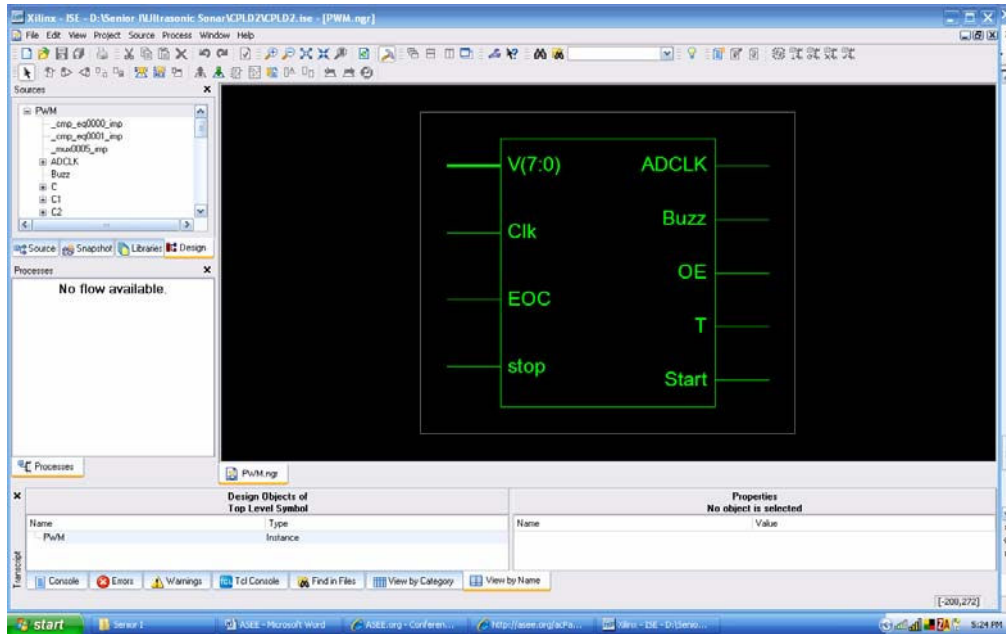 Xilinx - ISE - D:\Senior II\Ultrasonic Sonar\CPLD2\CPLD2.ise - [PWM.ngr]
File Edit View Project Source Process Window Help
Sources
PWM
_cmp_eq0000_imp
_cmp_eq0001_imp
_mux0005_imp
ADCLK
Buzz
C
C1
C2
Source Snapshot Libraries Design
Processes
No flow available.
Processes
V(7:0)
Clk
EOC
stop
ADCLK
Buzz
OE
T
Start
PWM.ngr
Design Objects of
Top Level Symbol
Properties
No object is selected
Name Type
Name Value
PWM Instance
Transcript
Console Errors Warnings Tcl Console Find in Files View by Category View by Name
[-200,272]
start Senior I ASEE - Microsoft Word ASEE.org - Conferen... http://asee.org/acPa... Xilinx - ISE - D:\Senio... 5:24 PM